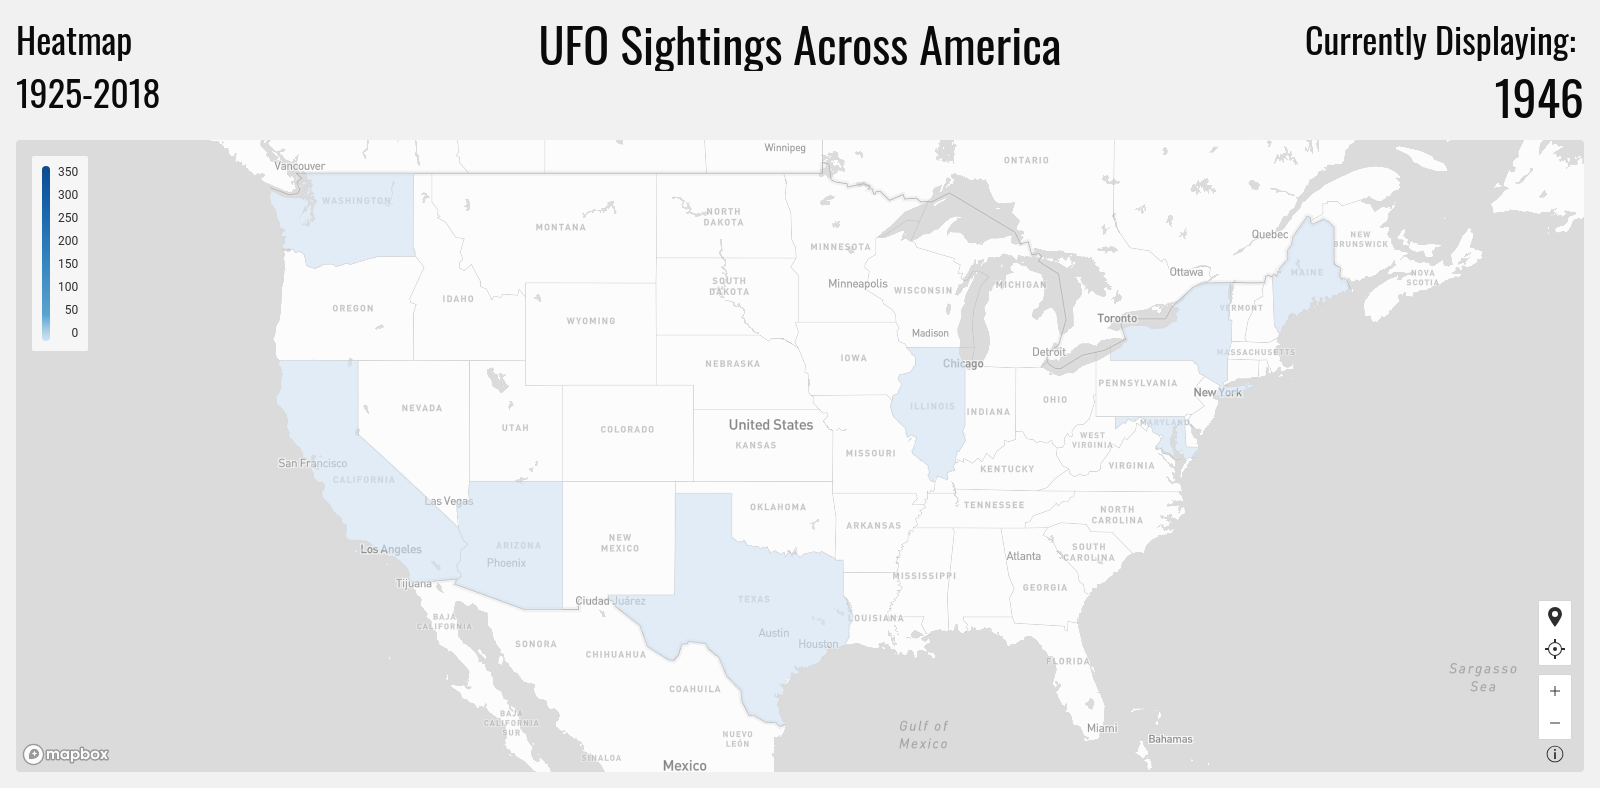 Heatmap
1925-2018
UFO Sightings Across America
Currently Displaying:
1946
350
300
250
200
150
100
50
0
Vancouver
Winnipeg
ONTARIO
WASHINGTON
MONTANA
NORTH
DAKOTA
MINNESOTA
Quebec
NEW
BRUNSWICK
MAINE
NOVA
SCOTIA
Ottawa
OREGON
IDAHO
SOUTH
DAKOTA
Minneapolis
WISCONSIN
MICHIGAN
VERMONT
WYOMING
Toronto
Madison
Detroit
MASSACHUSETTS
NEBRASKA
IOWA
Chicago
PENNSYLVANIA
New York
NEVADA
UTAH
COLORADO
United States
KANSAS
ILLINOIS
INDIANA
OHIO
MARYLAND
WEST
VIRGINIA
VIRGINIA
MISSOURI
KENTUCKY
San Francisco
CALIFORNIA
Las Vegas
OKLAHOMA
ARKANSAS
TENNESSEE
NORTH
CAROLINA
Los Angeles
ARIZONA
Phoenix
NEW
MEXICO
Atlanta
SOUTH
CAROLINA
Tijuana
Ciudad Juárez
TEXAS
MISSISSIPPI
GEORGIA
BAJA
CALIFORNIA
SONORA
CHIHUAHUA
Austin
Houston
LOUISIANA
FLORIDA
COAHUILA
Sargasso
Sea
BAJA
CALIFORNIA
SUR
SINALOA
NUEVO
LEÓN
Gulf of
Mexico
Miami
Bahamas
Mexico
mapbox